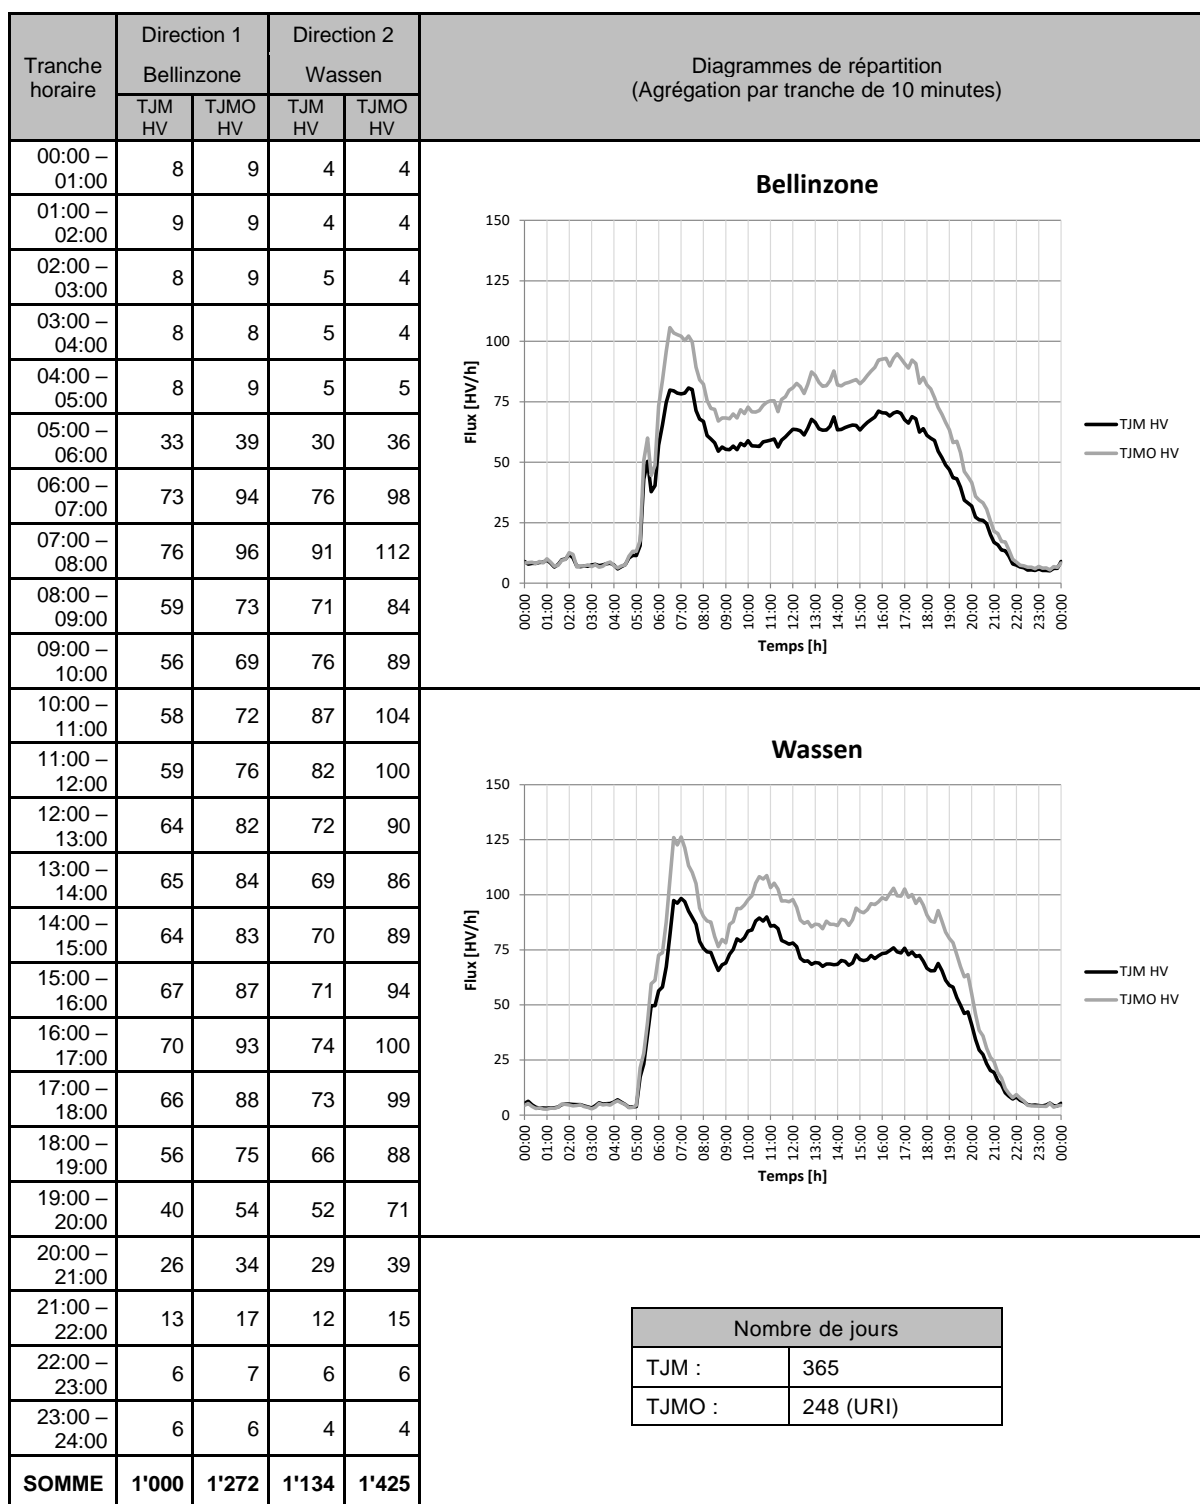 Tranche horaire | Direction 1 Bellinzone | Direction 2 Wassen | Diagrammes de répartition
(Agrégation par tranche de 10 minutes)
TJM HV | TJMO HV | TJM HV | TJMO HV
00:00 – 01:00 | 8 | 9 | 4 | 4
01:00 – 02:00 | 9 | 9 | 4 | 4
02:00 – 03:00 | 8 | 9 | 5 | 4
03:00 – 04:00 | 8 | 8 | 5 | 4
04:00 – 05:00 | 8 | 9 | 5 | 5
05:00 – 06:00 | 33 | 39 | 30 | 36
06:00 – 07:00 | 73 | 94 | 76 | 98
07:00 – 08:00 | 76 | 96 | 91 | 112
08:00 – 09:00 | 59 | 73 | 71 | 84
09:00 – 10:00 | 56 | 69 | 76 | 89
10:00 – 11:00 | 58 | 72 | 87 | 104
11:00 – 12:00 | 59 | 76 | 82 | 100
12:00 – 13:00 | 64 | 82 | 72 | 90
13:00 – 14:00 | 65 | 84 | 69 | 86
14:00 – 15:00 | 64 | 83 | 70 | 89
15:00 – 16:00 | 67 | 87 | 71 | 94
16:00 – 17:00 | 70 | 93 | 74 | 100
17:00 – 18:00 | 66 | 88 | 73 | 99
18:00 – 19:00 | 56 | 75 | 66 | 88
19:00 – 20:00 | 40 | 54 | 52 | 71
20:00 – 21:00 | 26 | 34 | 29 | 39
21:00 – 22:00 | 13 | 17 | 12 | 15
22:00 – 23:00 | 6 | 7 | 6 | 6
23:00 – 24:00 | 6 | 6 | 4 | 4
SOMME | 1'000 | 1'272 | 1'134 | 1'425
Bellinzone
150
125
100
75
50
25
0
Flux [HV/h]
00:00 01:00 02:00 03:00 04:00 05:00 06:00 07:00 08:00 09:00 10:00 11:00 12:00 13:00 14:00 15:00 16:00 17:00 18:00 19:00 20:00 21:00 22:00 23:00 00:00
Temps [h]
TJM HV
TJMO HV
Wassen
150
125
100
75
50
25
0
Flux [HV/h]
00:00 01:00 02:00 03:00 04:00 05:00 06:00 07:00 08:00 09:00 10:00 11:00 12:00 13:00 14:00 15:00 16:00 17:00 18:00 19:00 20:00 21:00 22:00 23:00 00:00
Temps [h]
TJM HV
TJMO HV
Nombre de jours
TJM : | 365
TJMO : | 248 (URI)